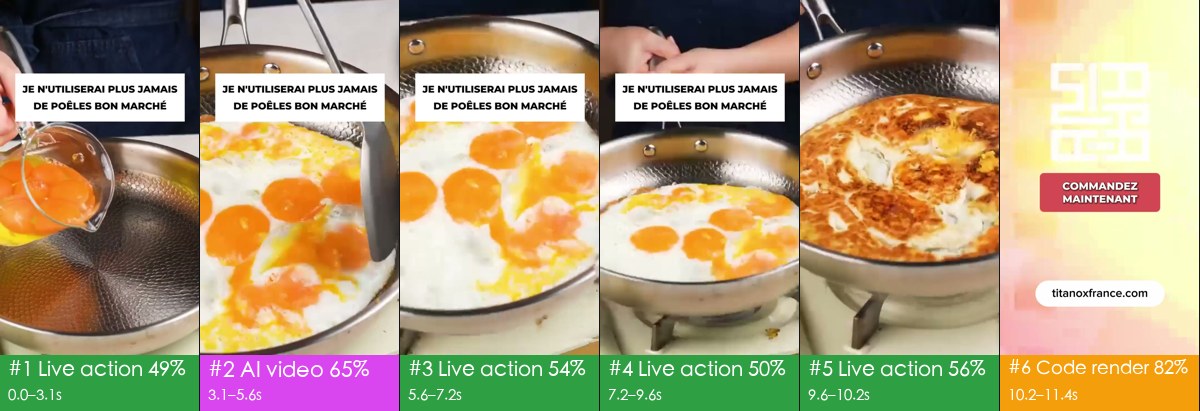 JE N'UTILISERAI PLUS JAMAIS
DE POÊLES BON MARCHÉ
JE N'UTILISERAI PLUS JAMAIS
DE POÊLES BON MARCHÉ
JE N'UTILISERAI PLUS JAMAIS
DE POÊLES BON MARCHÉ
JE N'UTILISERAI PLUS JAMAIS
DE POÊLES BON MARCHÉ
COMMANDEZ
MAINTENANT
titanoxfrance.com
#1 Live action 49%
0.0–3.1s
#2 AI video 65%
3.1–5.6s
#3 Live action 54%
5.6–7.2s
#4 Live action 50%
7.2–9.6s
#5 Live action 56%
9.6–10.2s
#6 Code render 82%
10.2–11.4s